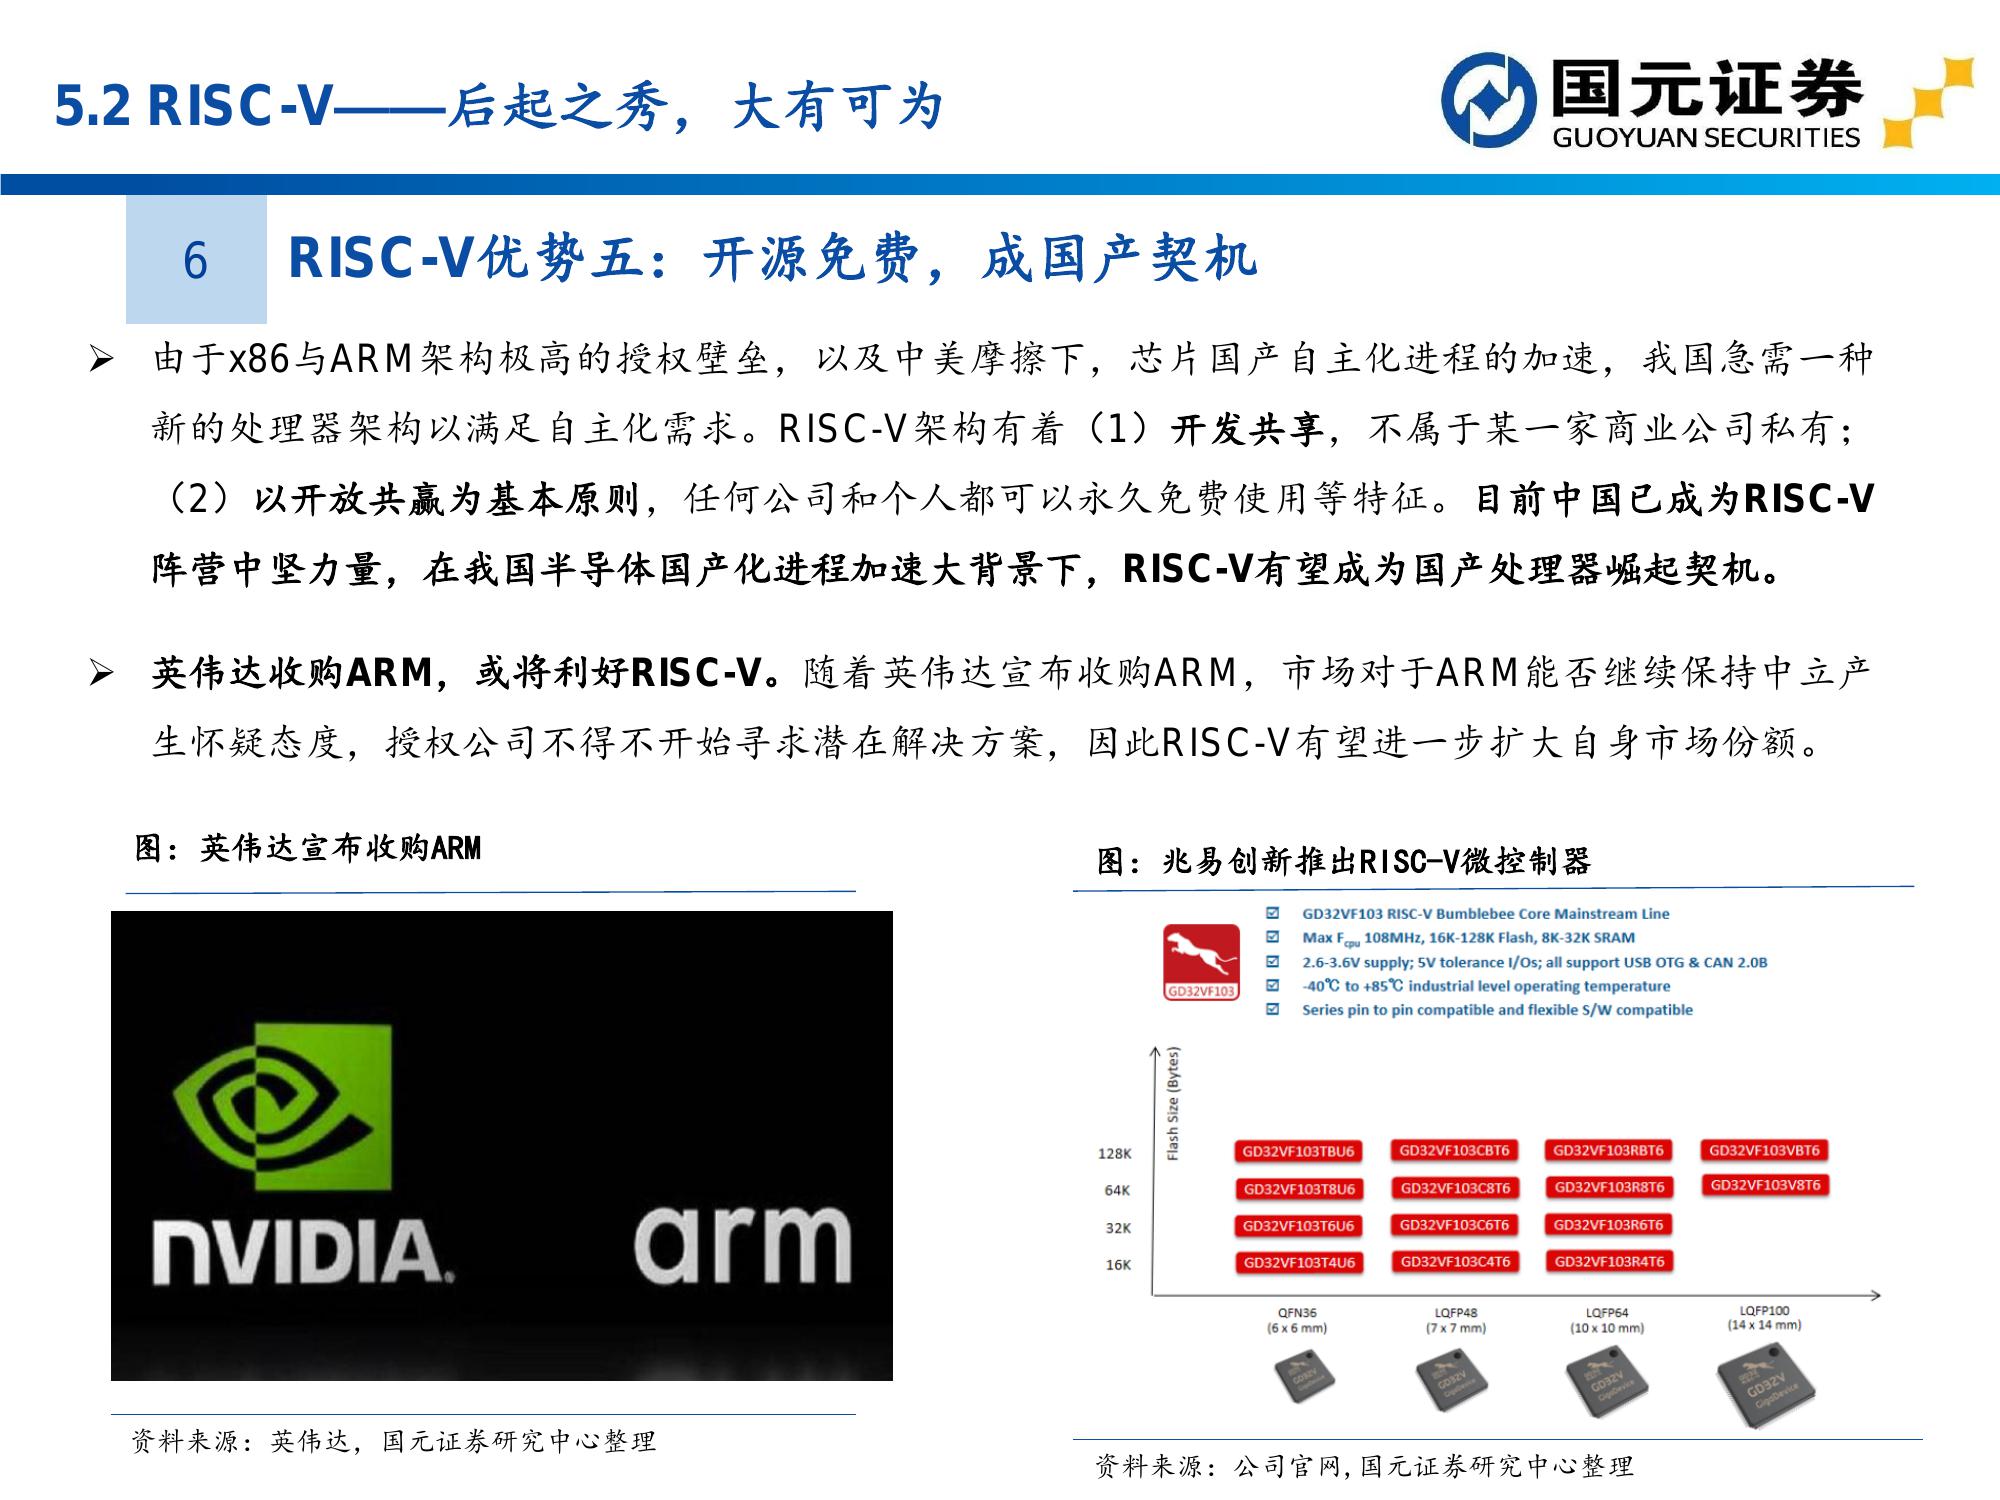 5.2 RISC-V——后起之秀，大有可为
国元证券
GUOYUAN SECURITIES
6
RISC-V优势五：开源免费，成国产契机
➢ 由于x86与ARM架构极高的授权壁垒，以及中美摩擦下，芯片国产自主化进程的加速，我国急需一种
新的处理器架构以满足自主化需求。RISC-V架构有着（1）开发共享，不属于某一家商业公司私有；
（2）以开放共赢为基本原则，任何公司和个人都可以永久免费使用等特征。目前中国已成为RISC-V
阵营中坚力量，在我国半导体国产化进程加速大背景下，RISC-V有望成为国产处理器崛起契机。
➢ 英伟达收购ARM，或将利好RISC-V。随着英伟达宣布收购ARM，市场对于ARM能否继续保持中立产
生怀疑态度，授权公司不得不开始寻求潜在解决方案，因此RISC-V有望进一步扩大自身市场份额。
图：英伟达宣布收购ARM
nVIDIA.
arm
资料来源：英伟达，国元证券研究中心整理
图：兆易创新推出RISC-V微控制器
GD32VF103
GD32VF103 RISC-V Bumblebee Core Mainstream Line
Max Fcpu 108MHz, 16K-128K Flash, 8K-32K SRAM
2.6-3.6V supply; 5V tolerance I/Os; all support USB OTG & CAN 2.0B
-40℃ to +85℃ industrial level operating temperature
Series pin to pin compatible and flexible S/W compatible
Flash Size (Bytes)
128K GD32VF103TBU6 GD32VF103CBT6 GD32VF103RBT6 GD32VF103VBT6
64K GD32VF103T8U6 GD32VF103C8T6 GD32VF103R8T6 GD32VF103V8T6
32K GD32VF103T6U6 GD32VF103C6T6 GD32VF103R6T6
16K GD32VF103T4U6 GD32VF103C4T6 GD32VF103R4T6
QFN36 LQFP48 LQFP64 LQFP100
(6 x 6 mm) (7 x 7 mm) (10 x 10 mm) (14 x 14 mm)
GD32V GD32V GD32V GD32V
GigaDevice GigaDevice GigaDevice GigaDevice
资料来源：公司官网,国元证券研究中心整理